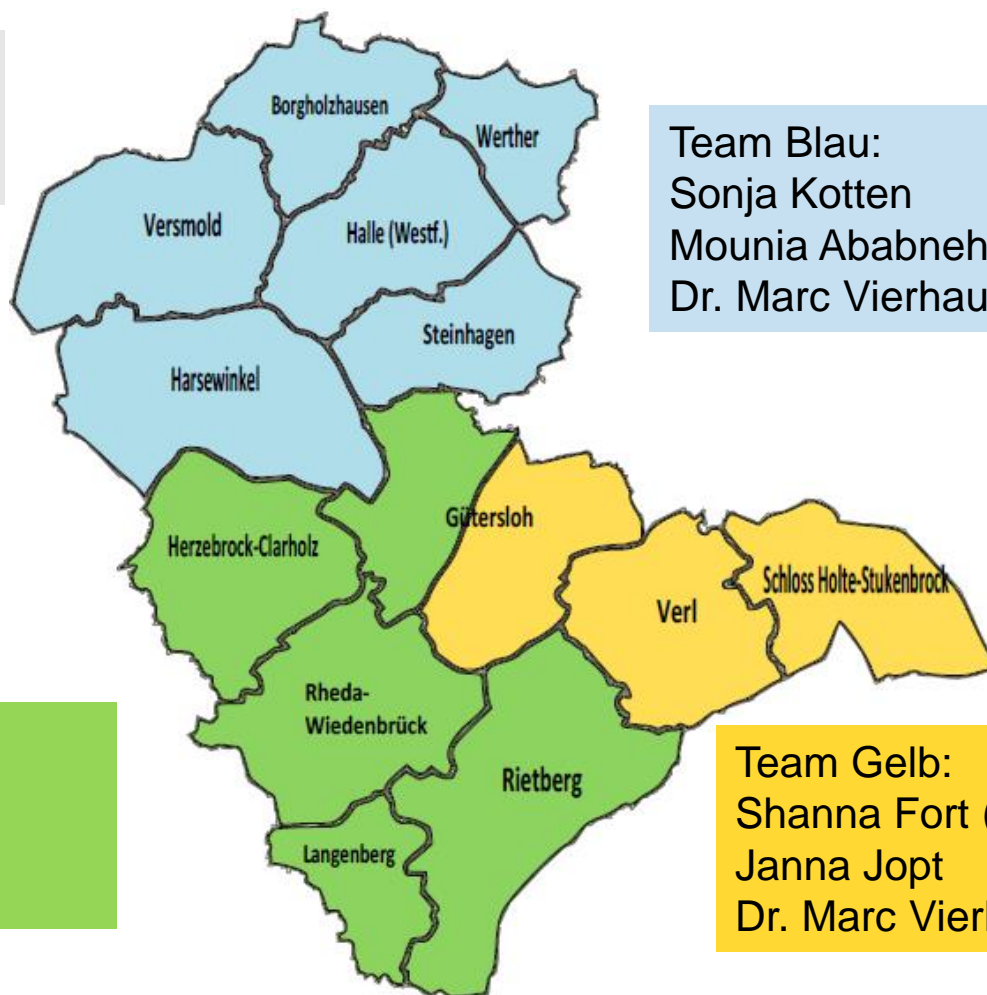 Borgholzhausen
Werther
Versmold
Halle (Westf.)
Steinhagen
Harsewinkel
Gütersloh
Herzebrock-Clarholz
Verl
Schloss Holte-Stukenbrock
Rheda-
Wiedenbrück
Rietberg
Langenberg
Team Blau:
Sonja Kotten
Mounia Ababneh
Dr. Marc Vierhau
Team Gelb:
Shanna Fort (
Janna Jopt
Dr. Marc Vierh